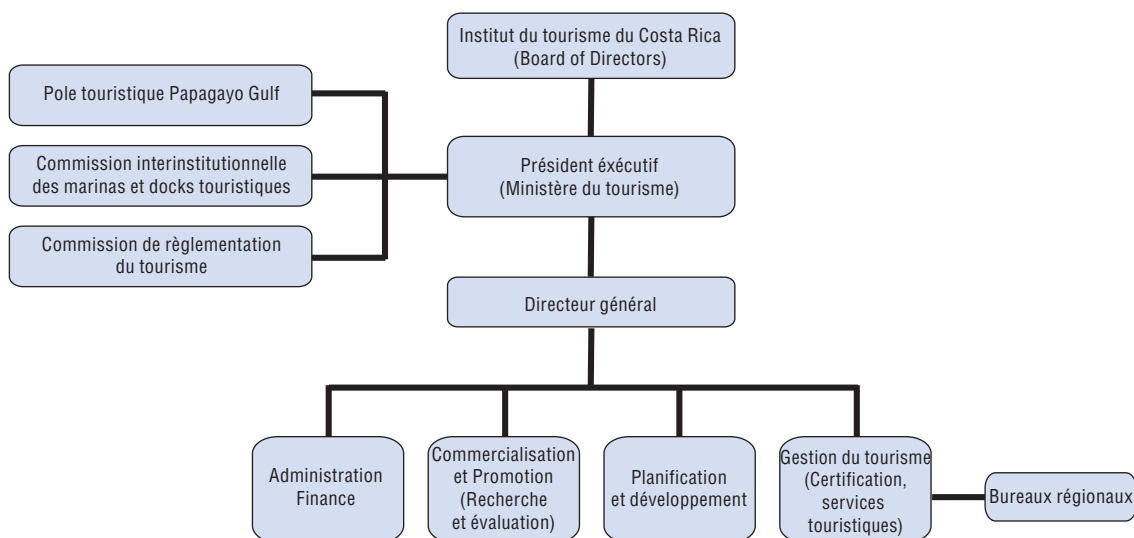 Institut du tourisme du Costa Rica
(Board of Directors)
Pole touristique Papagayo Gulf
Commission interinstitutionnelle
des marinas et docks touristiques
Président éxécutif
(Ministère du tourisme)
Commission de règlementation
du tourisme
Directeur général
Administration
Finance
Commercialisation
et Promotion
(Recherche
et évaluation)
Planification
et développement
Gestion du tourisme
(Certification,
services
touristiques)
Bureaux régionaux